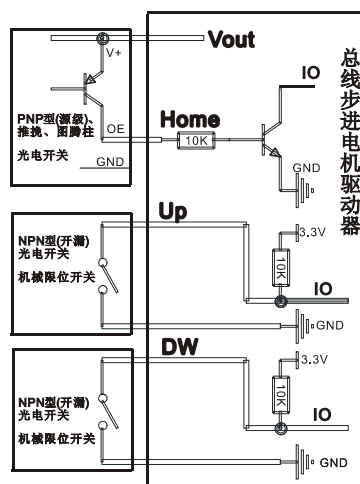 Vout
V+
IO
PNP型(源级)、
推挽、图腾柱
光电开关
OE
GND
Home
10K
GND
总线步进电机驱动器
Up
NPN型(开漏)
光电开关
机械限位开关
3.3V
10K
IO
GND
DW
NPN型(开漏)
光电开关
机械限位开关
3.3V
10K
IO
GND